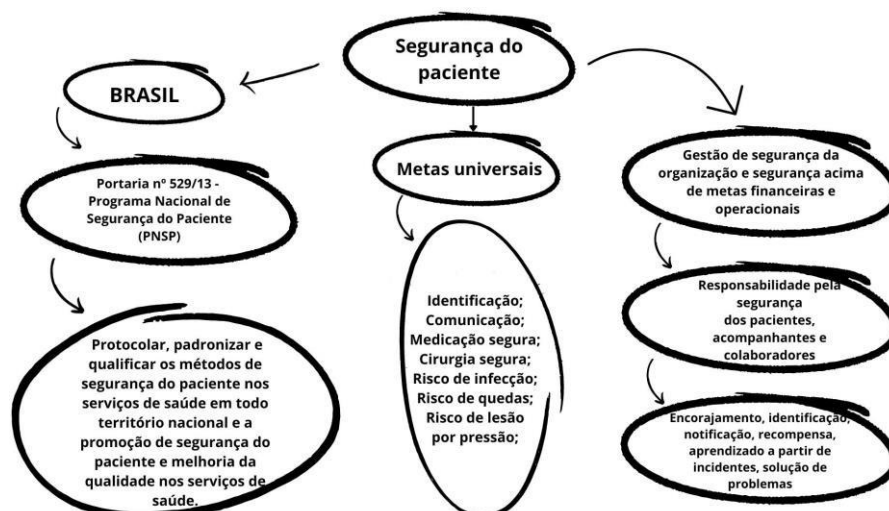 Segurança do
paciente
BRASIL
Portaria nº 529/13 -
Programa Nacional de
Segurança do Paciente
(PNSP)
Protocolar, padronizar e
qualificar os métodos de
segurança do paciente nos
serviços de saúde em todo
território nacional e a
promoção de segurança do
paciente e melhoria da
qualidade nos serviços de
saúde.
Metas universais
Identificação;
Comunicação;
Medicação segura;
Cirurgia segura;
Risco de infecção;
Risco de quedas;
Risco de lesão
por pressão;
Gestão de segurança da
organização e segurança acima
de metas financeiras e
operacionais
Responsabilidade pela
segurança
dos pacientes,
acompanhantes e
colaboradores
Encorajamento, identificação,
notificação, recompensa,
aprendizado a partir de
incidentes, solução de
problemas